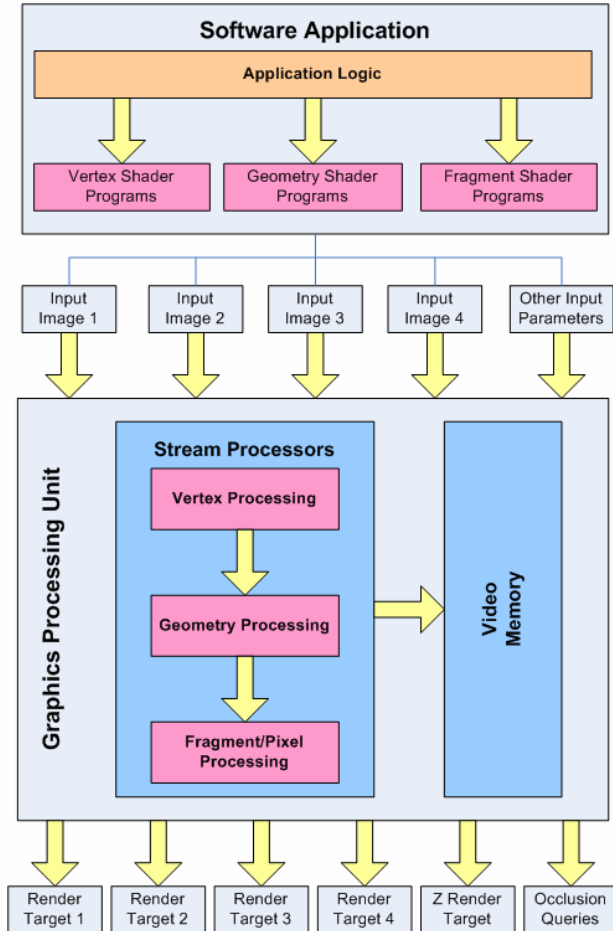 Software Application
Application Logic
Vertex Shader
Programs
Geometry Shader
Programs
Fragment Shader
Programs
Input
Image 1
Input
Image 2
Input
Image 3
Input
Image 4
Other Input
Parameters
Graphics Processing Unit
Stream Processors
Vertex Processing
Geometry Processing
Fragment/Pixel
Processing
Video
Memory
Render
Target 1
Render
Target 2
Render
Target 3
Render
Target 4
Z Render
Target
Occlusion
Queries